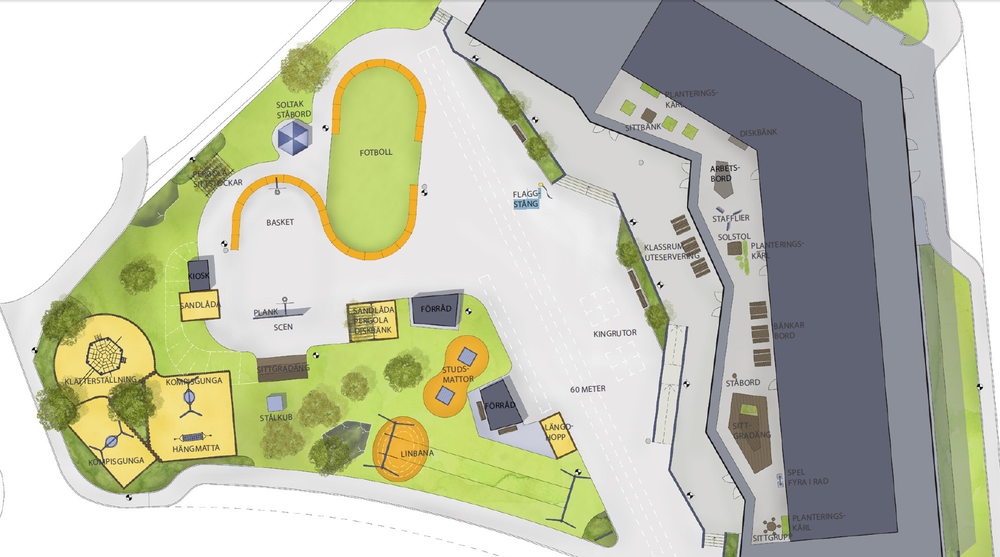 SOLTAK
STÅBORD
PERGOLA
SITTSTOCKAR
FOTBOLL
BASKET
FLAGG-
STÅNG
PLANTERINGS-
KÄRL
SITTBÄNK
DISKBÄNK
ARBETS-
BORD
STAFFLIER
SOLSTOL
PLANTERINGS-
KÄRL
KLASSRUM
UTESERVERING
KIOSK
SANDLÅDA
PLANK
SCEN
SANDLÅDA
PERGOLA
DISKBÄNK
FÖRRÅD
KINGRUTOR
BÄNKAR
BORD
SITTGRADÄNG
KLÄTTERSTÄLLNING
KOMPISGUNGA
STUDS-
MATTOR
60 METER
STÅBORD
FÖRRÅD
STÅLKUB
LÄNGD-
HOPP
SITT-
GRADÄNG
HÄNGMATTA
KOMPISGUNGA
LINBANA
SPEL
FYRA I RAD
PLANTERINGS-
KÄRL
SITTGRUPP